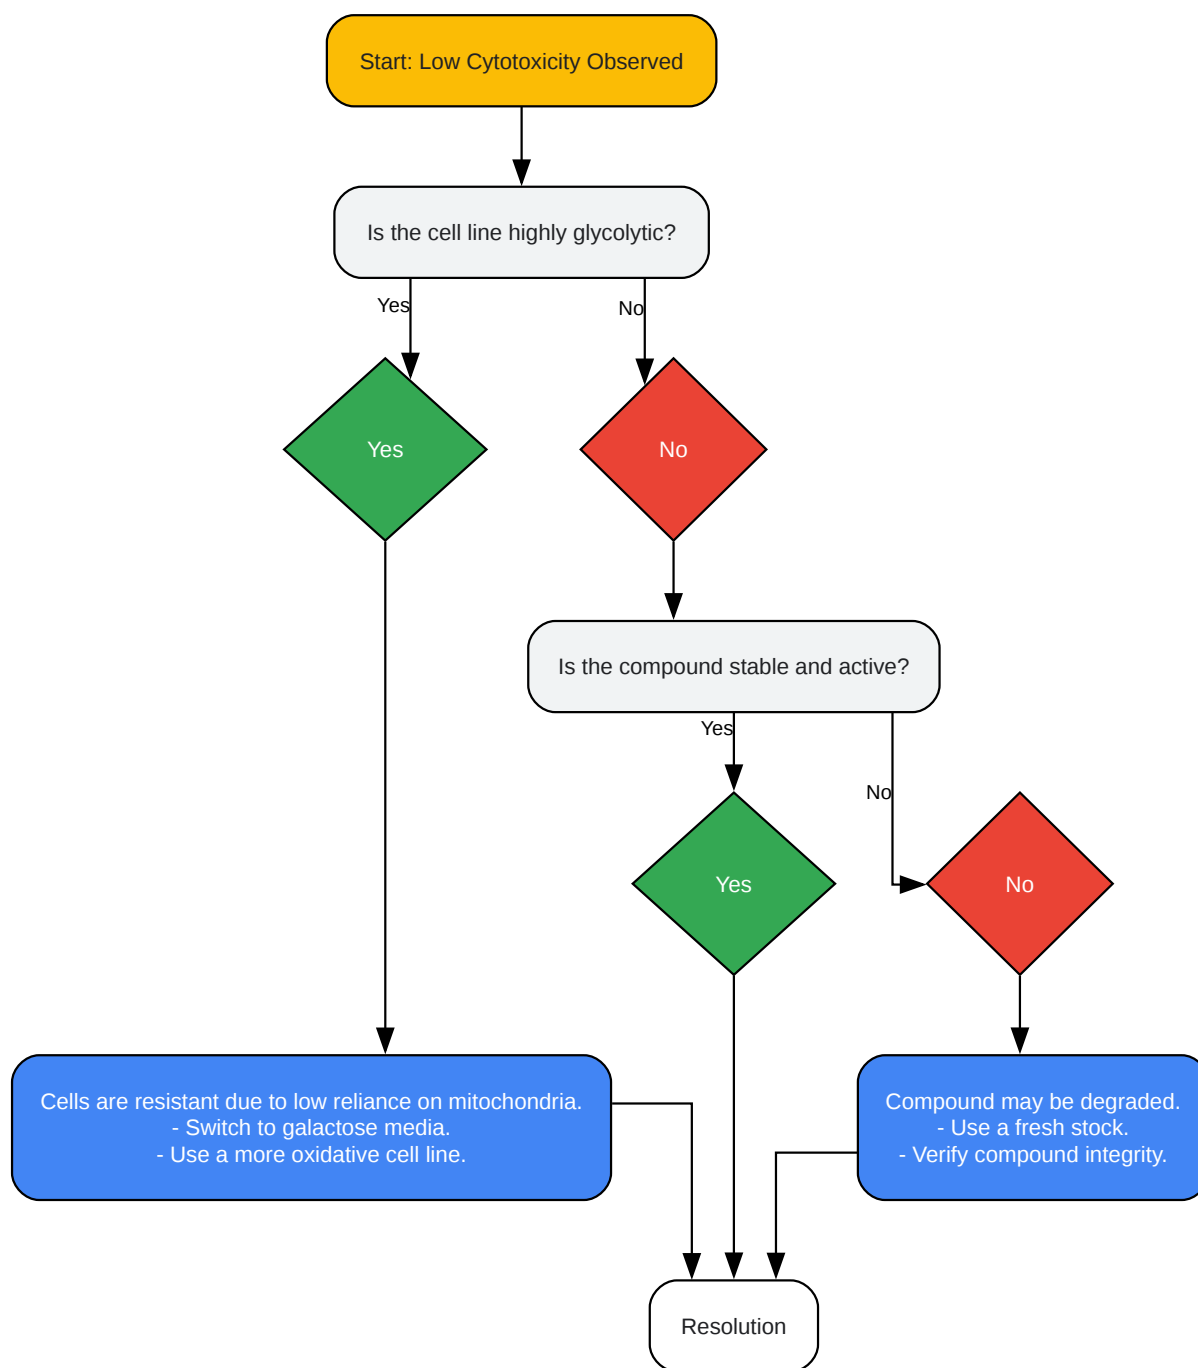 Start: Low Cytotoxicity Observed
Is the cell line highly glycolytic?
Yes
No
Yes
No
Is the compound stable and active?
Yes
No
Yes
No
Cells are resistant due to low reliance on mitochondria.
- Switch to galactose media.
- Use a more oxidative cell line.
Compound may be degraded.
- Use a fresh stock.
- Verify compound integrity.
Resolution